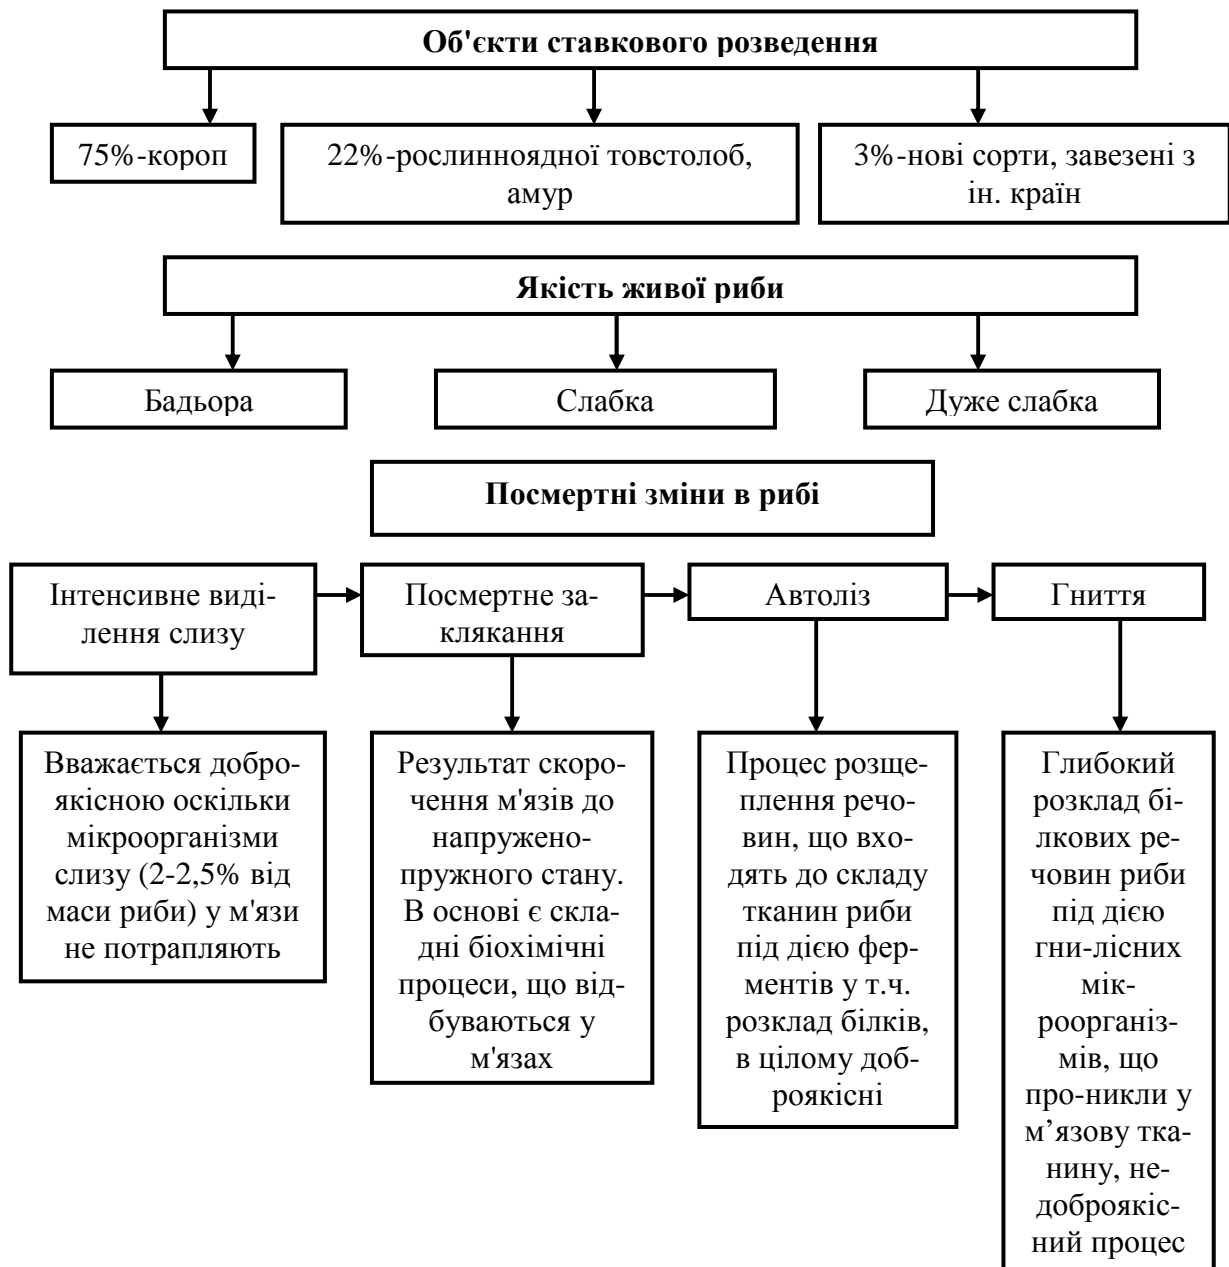 Об'єкти ставкового розведення
75%-короп
22%-рослинноядної товстолоб,
амур
3%-нові сорти, завезені з
ін. країн
Якість живої риби
Бадьора
Слабка
Дуже слабка
Посмертні зміни в рибі
Інтенсивне виді-
лення слизу
Посмертне за-
клякання
Автоліз
Гниття
Вважається добро-
якісною оскільки
мікроорганізми
слизу (2-2,5% від
маси риби) у м'язи
не потрапляють
Результат скоро-
чення м'язів до
напружено-
пружного стану.
В основі є скла-
дні біохімічні
процеси, що від-
буваються у
м'язах
Процес розще-
плення речо-
вин, що вхо-
дять до складу
тканин риби
під дією фер-
ментів у т.ч.
розклад білків,
в цілому доб-
роякісні
Глибокий
розклад бі-
лкових ре-
човин риби
під дією
гни-лісних
мік-
роорганіз-
мів, що
про-никли у
м’язову тка-
нину, не-
доброякіс-
ний процес